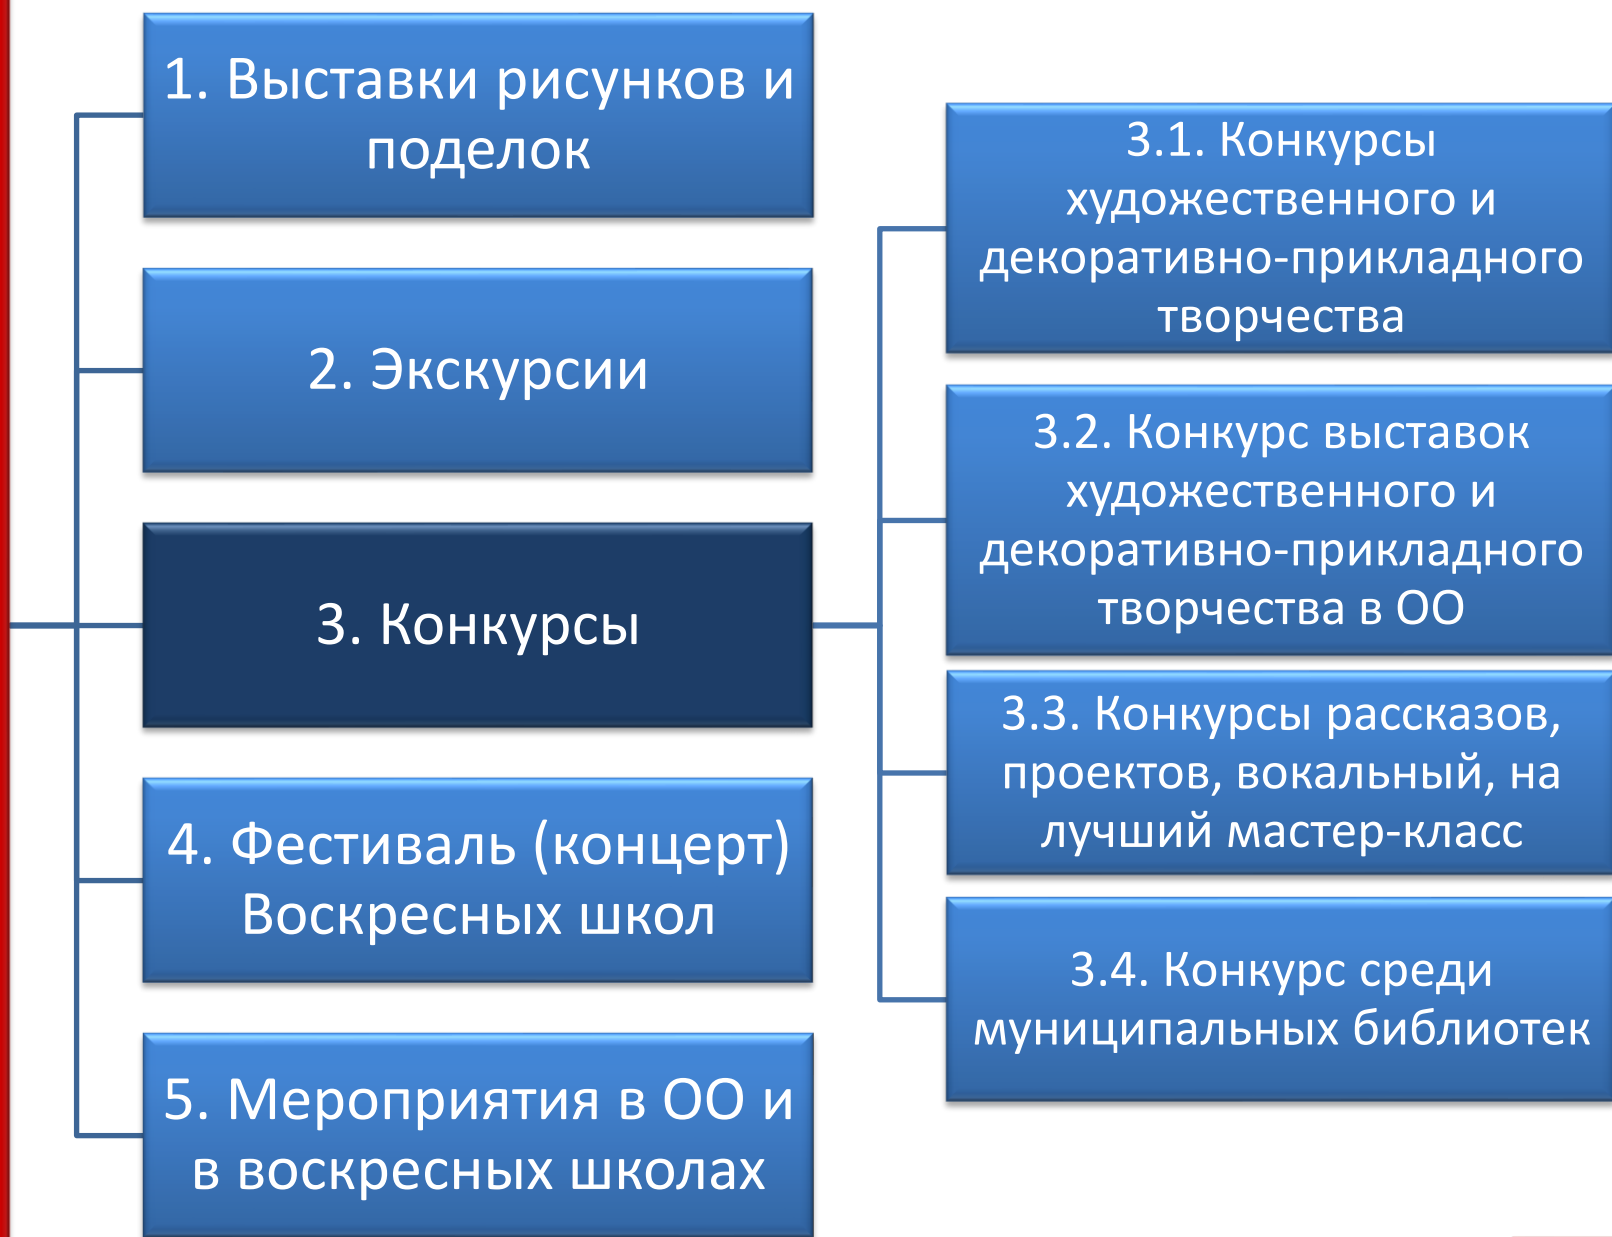 1. Выставки рисунков и
поделок
2. Экскурсии
3. Конкурсы
4. Фестиваль (концерт)
Воскресных школ
5. Мероприятия в ОО и
в воскресных школах
3.1. Конкурсы
художественного и
декоративно-прикладного
творчества
3.2. Конкурс выставок
художественного и
декоративно-прикладного
творчества в ОО
3.3. Конкурсы рассказов,
проектов, вокальный, на
лучший мастер-класс
3.4. Конкурс среди
муниципальных библиотек